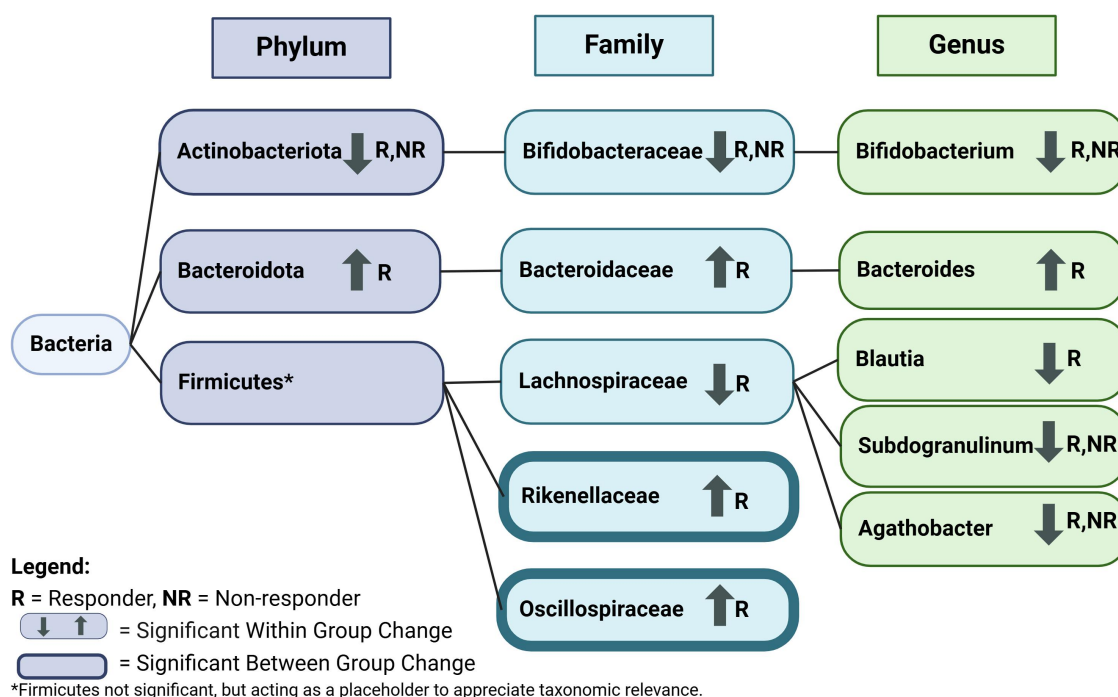 Phylum
Family
Genus
Actinobacteriota R,NR
Bifidobacteraceae R,NR
Bifidobacterium R,NR
Bacteroidota R
Bacteroidaceae R
Bacteroides R
Bacteria
Firmicutes*
Lachnospiraceae R
Blautia R
Subdogranulinum R,NR
Agathobacter R,NR
Rikenellaceae R
Oscillospiraceae R
Legend:
R = Responder, NR = Non-responder
= Significant Within Group Change
= Significant Between Group Change
*Firmicutes not significant, but acting as a placeholder to appreciate taxonomic relevance.